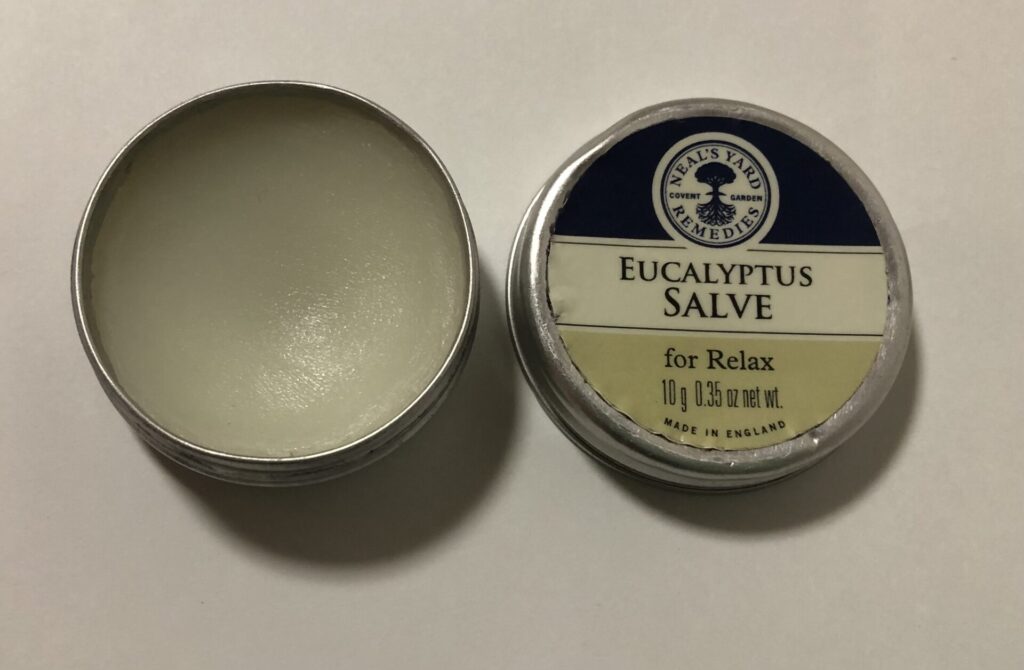 NEAL'S YARD
COVENT GARDEN
REMEDIES
EUCALYPTUS
SALVE
for Relax
10 g 0.35 oz net wt.
MADE IN ENGLAND